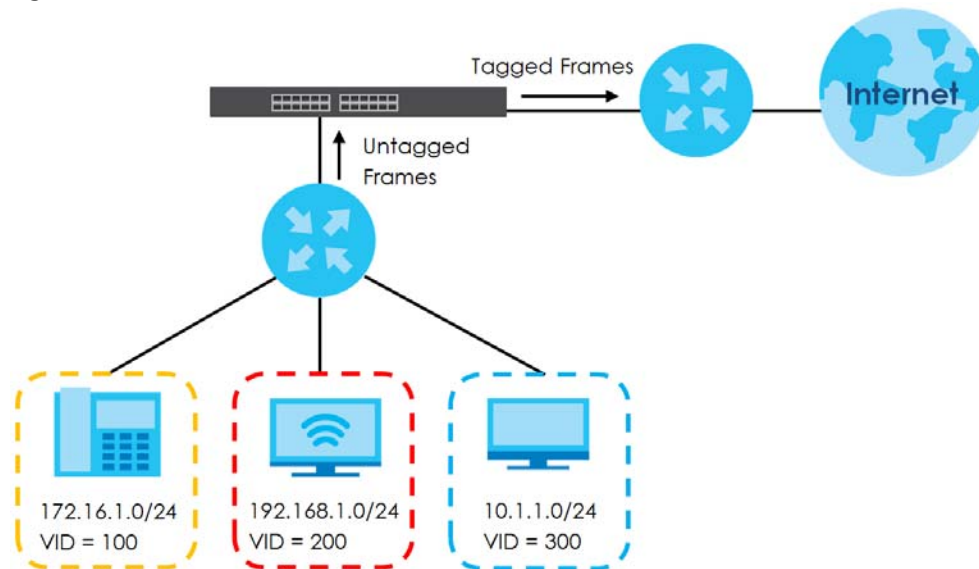 Tagged Frames
Internet
Untagged
Frames
172.16.1.0/24
VID = 100
192.168.1.0/24
VID = 200
10.1.1.0/24
VID = 300